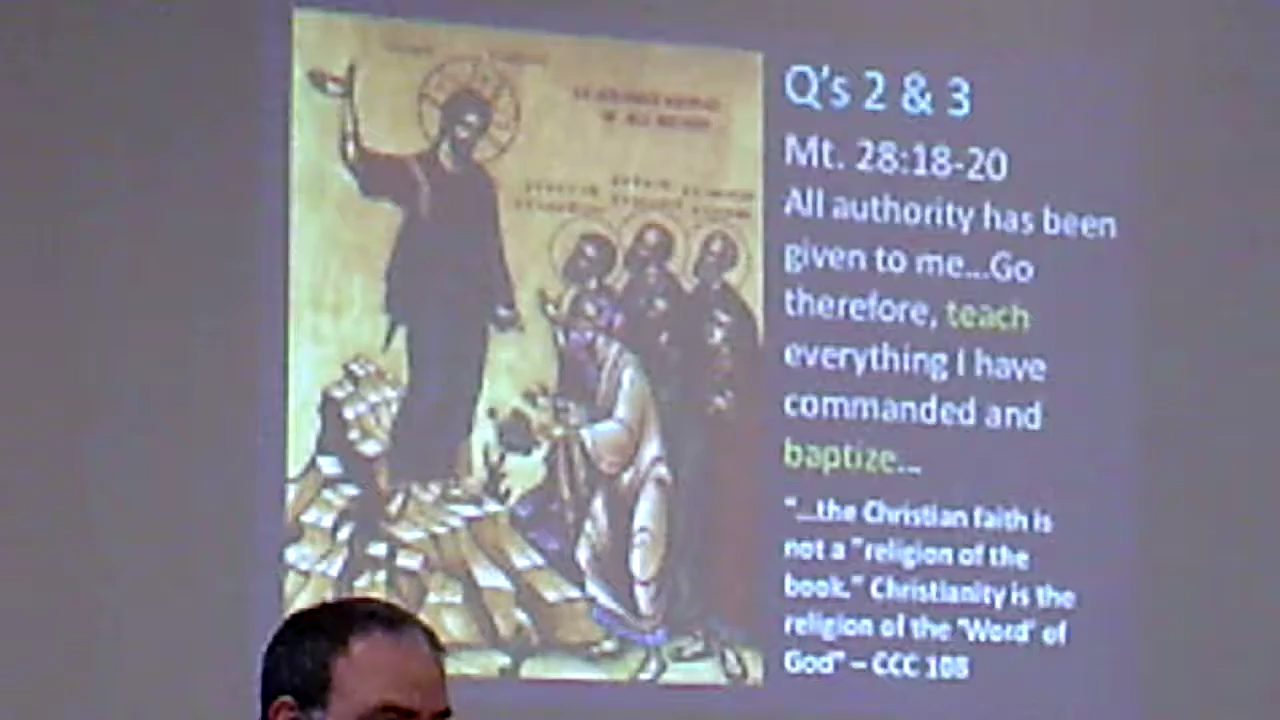 Q's 2 & 3
Mt. 28:18-20
All authority has been
given to me...Go
therefore, teach
everything I have
commanded and
baptize...
"...the Christian faith is
not a "religion of the
book." Christianity is the
religion of the 'Word' of
God" – CCC 108